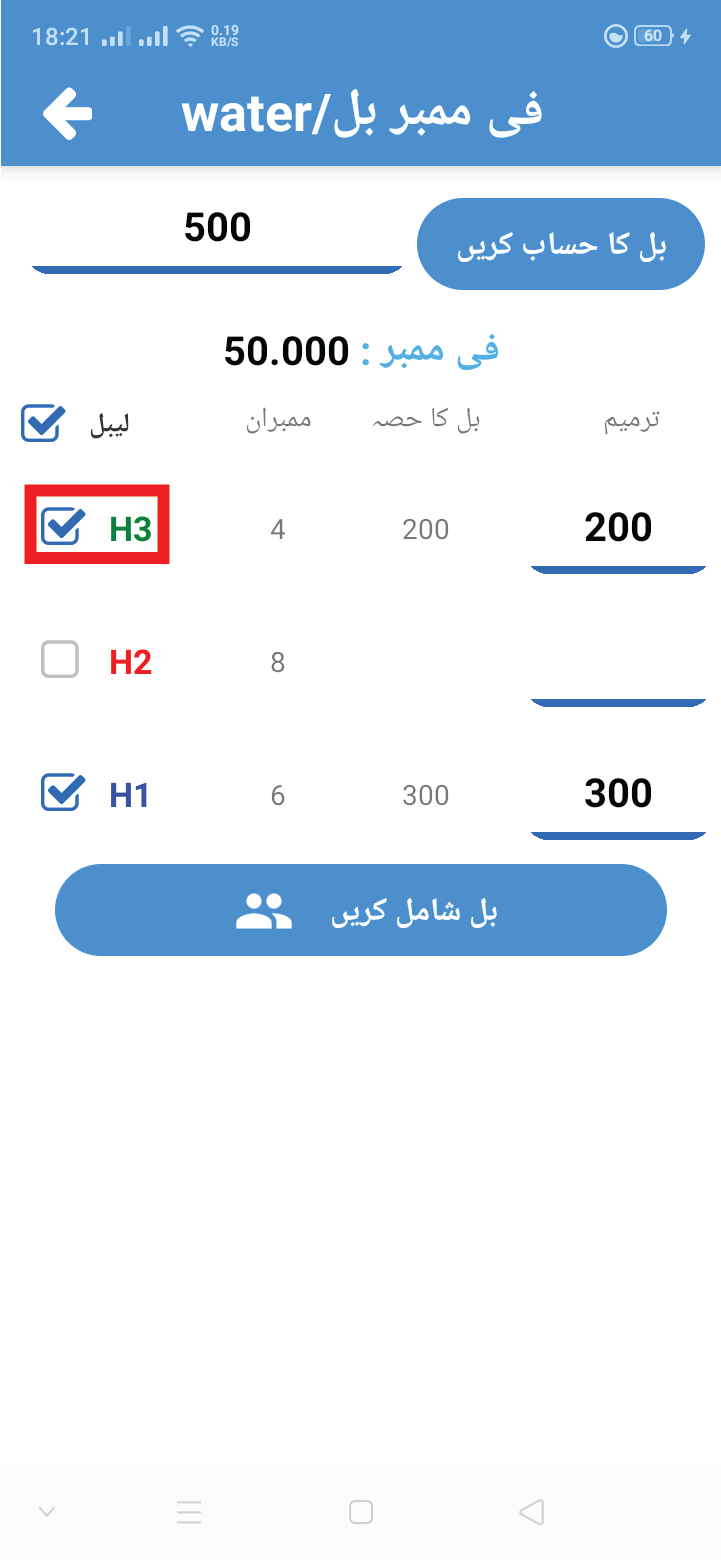 18:21 0.19 KB/S 60
فی ممبر بل/water
500
بل کا حساب کریں
فی ممبر : 50.000
لیبل ممبران بل کا حصہ ترمیم
H3 4 200 200
H2 8
H1 6 300 300
بل شامل کریں